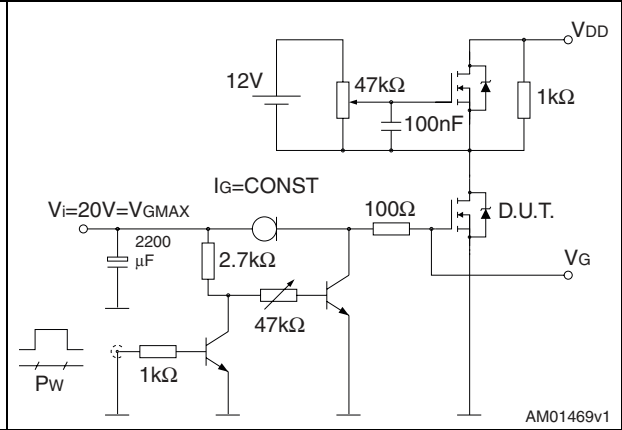 VDD
12V
47kΩ
1kΩ
100nF
IG=CONST
Vi=20V=VGMAX
100Ω
D.U.T.
2200
μF
2.7kΩ
VG
47kΩ
1kΩ
PW
AM01469v1